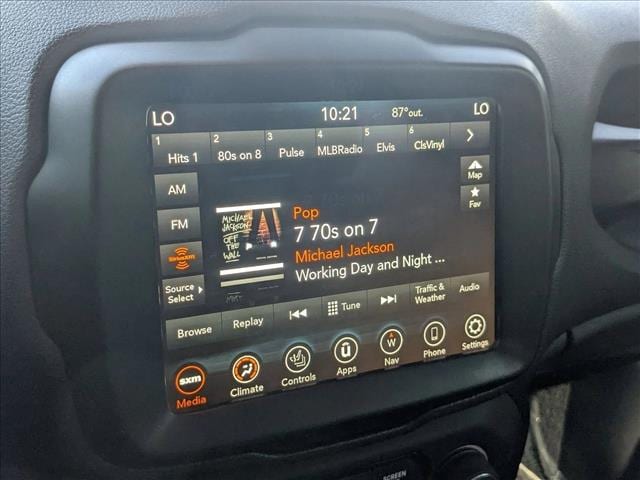 LO 10:21 87°out. LO
1 Hits 1 2 80s on 8 3 Pulse 4 MLBRadio 5 Elvis 6 ClsVinyl
AM
Map
FM
Fav
SiriusXM
Source
Select
MICHAEL
JACKSON
OFF
THE
WALL
Pop
7 70s on 7
Michael Jackson
Working Day and Night ...
Browse Replay Tune Traffic & Weather Audio
sxm
Media Climate Controls Apps W Nav Phone Settings
SCREEN